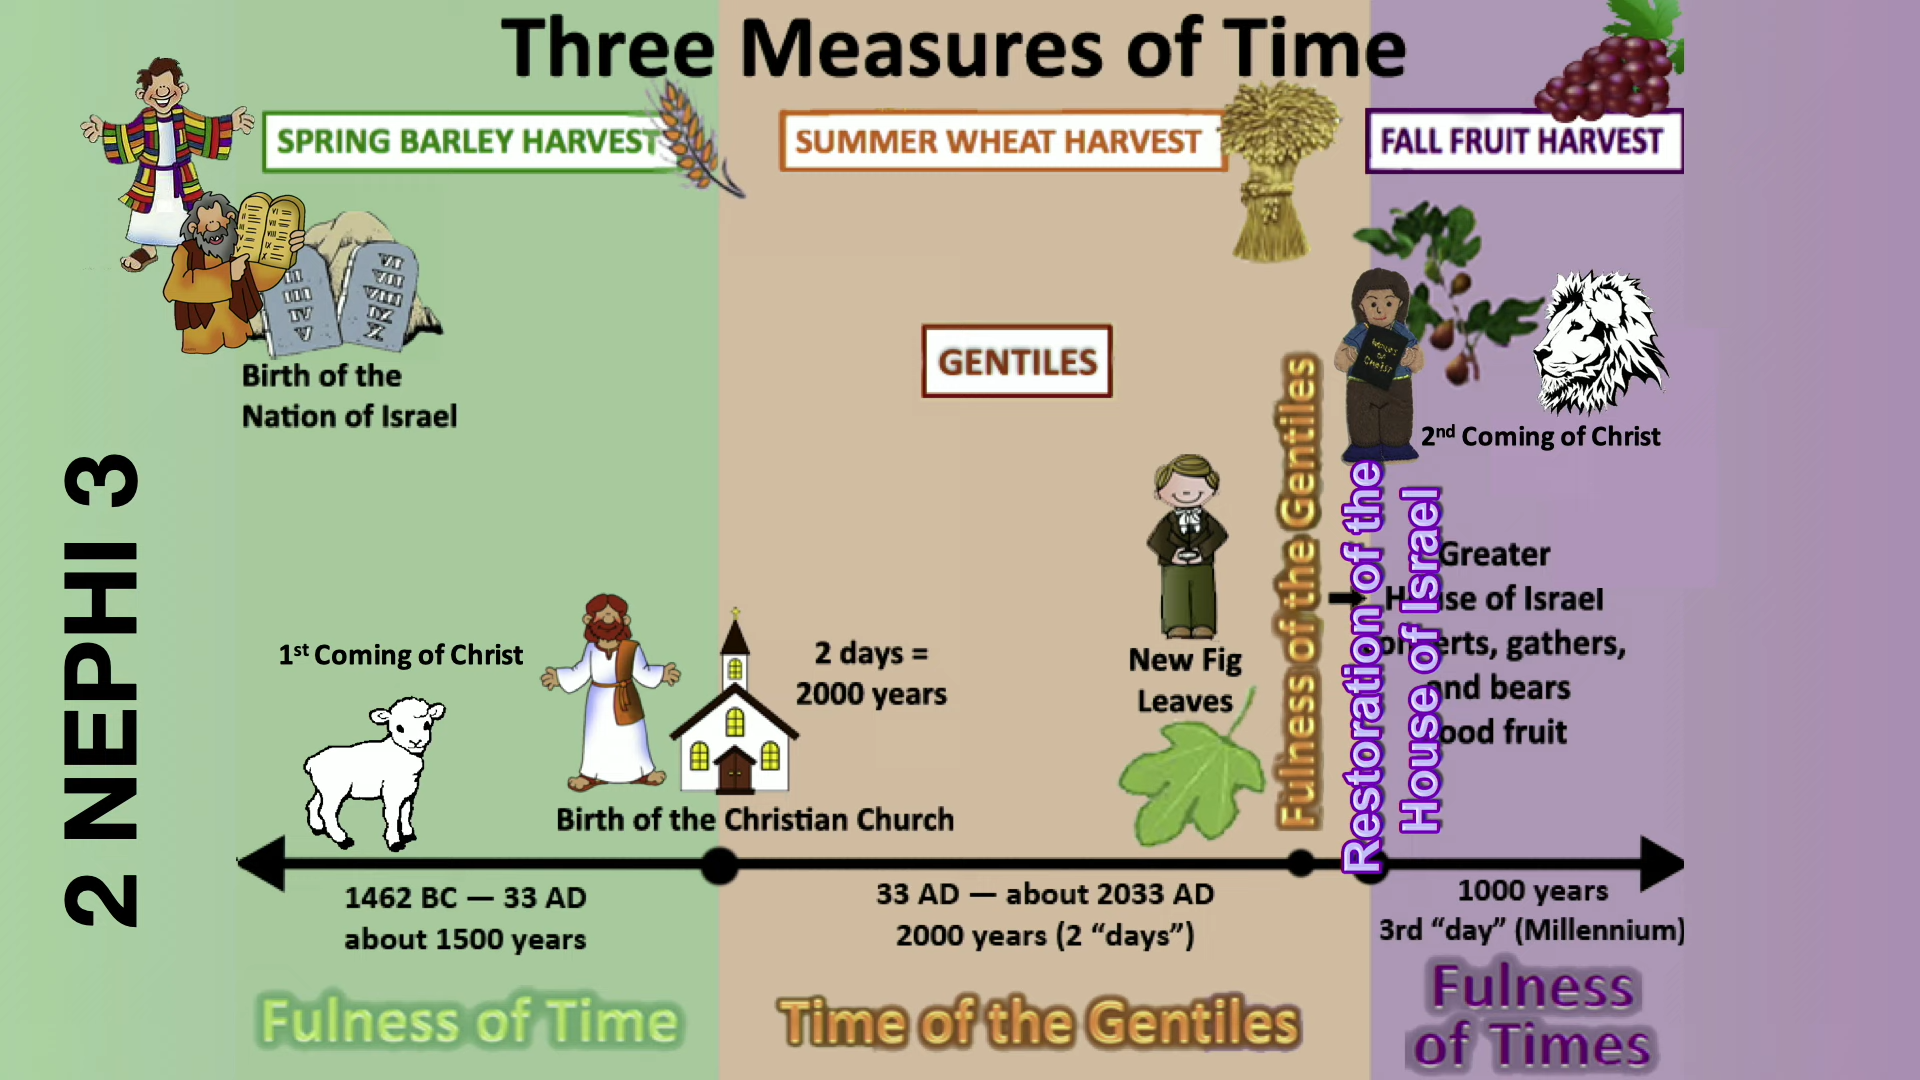 Three Measures of Time
SPRING BARLEY HARVEST
SUMMER WHEAT HARVEST
FALL FRUIT HARVEST
Birth of the
Nation of Israel
GENTILES
WORDS
OF
CHRIST
2nd Coming of Christ
2 NEPHI 3
1st Coming of Christ
2 days =
2000 years
Birth of the Christian Church
New Fig
Leaves
Fulness of the Gentiles
Restoration of the
House of Israel
Greater
House of Israel
and bears
fruit
gathers,
1462 BC — 33 AD
about 1500 years
33 AD — about 2033 AD
2000 years (2 “days”)
1000 years
3rd “day” (Millennium)
Fulness of Time
Time of the Gentiles
Fulness
of Times